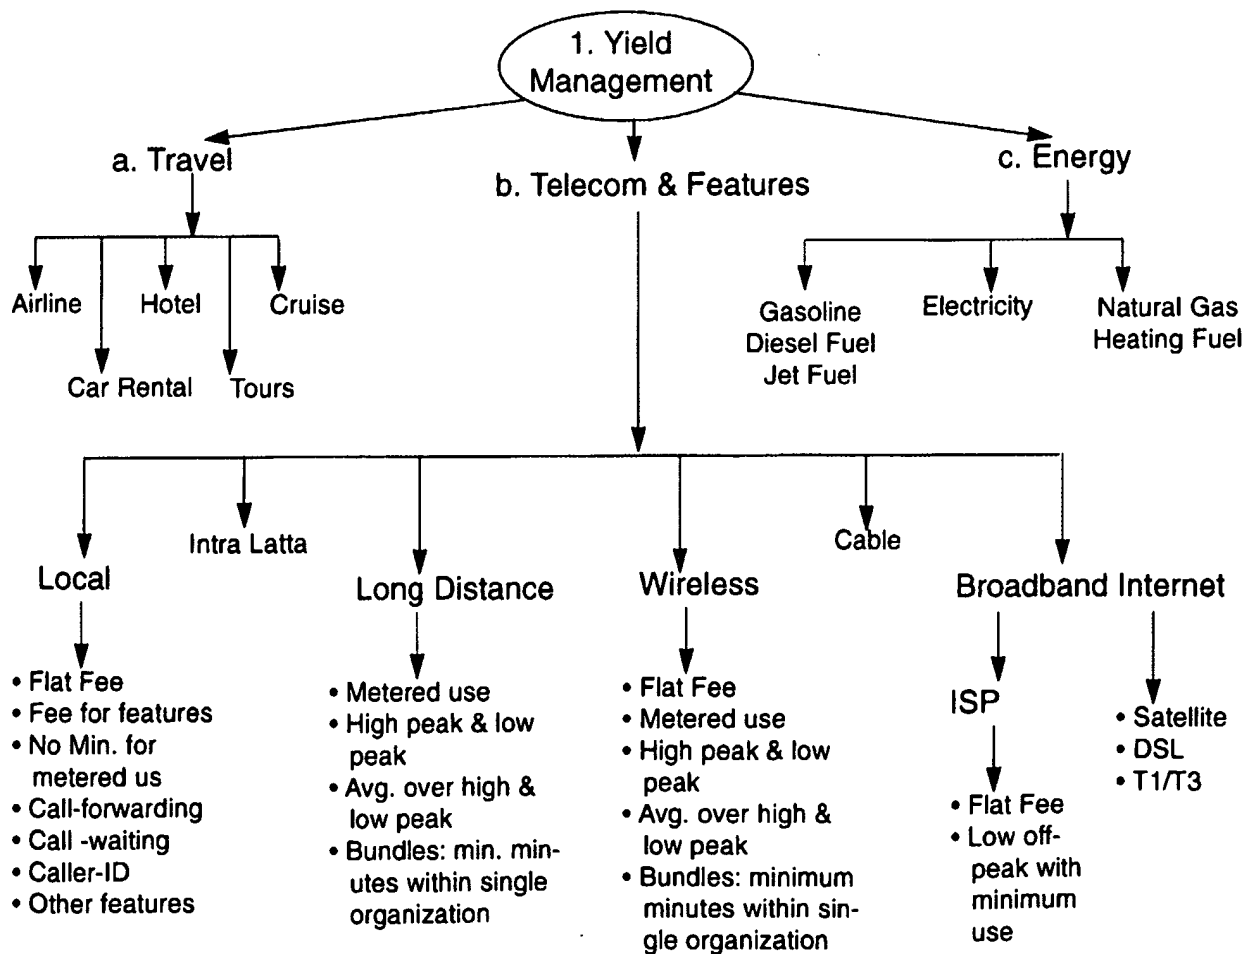 1. Yield
Management
a. Travel
b. Telecom & Features
c. Energy
Airline
Hotel
Cruise
Car Rental
Tours
Gasoline
Diesel Fuel
Jet Fuel
Electricity
Natural Gas
Heating Fuel
Local
• Flat Fee
• Fee for features
• No Min. for
metered us
• Call-forwarding
• Call -waiting
• Caller-ID
• Other features
Intra Latta
Long Distance
• Metered use
• High peak & low
peak
• Avg. over high &
low peak
• Bundles: min. min-
utes within single
organization
Wireless
• Flat Fee
• Metered use
• High peak & low
peak
• Avg. over high &
low peak
• Bundles: minimum
minutes within sin-
gle organization
Cable
Broadband Internet
ISP
• Flat Fee
• Low off-
peak with
minimum
use
• Satellite
• DSL
• T1/T3